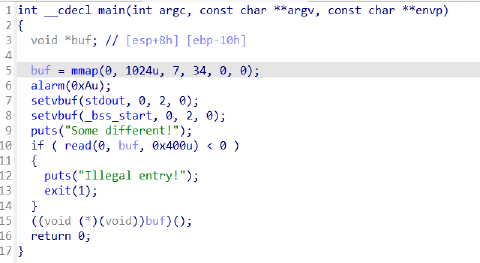 1 int __cdecl main(int argc, const char **argv, const char **envp)
2 {
3 void *buf; // [esp+8h] [ebp-10h]
4
5 buf = mmap(0, 1024u, 7, 34, 0, 0);
6 alarm(0xAu);
7 setvbuf(stdout, 0, 2, 0);
8 setvbuf(_bss_start, 0, 2, 0);
9 puts("Some different!");
10 if ( read(0, buf, 0x400u) < 0 )
11 {
12 puts("Illegal entry!");
13 exit(1);
14 }
15 ((void (*)(void))buf)();
16 return 0;
17 }